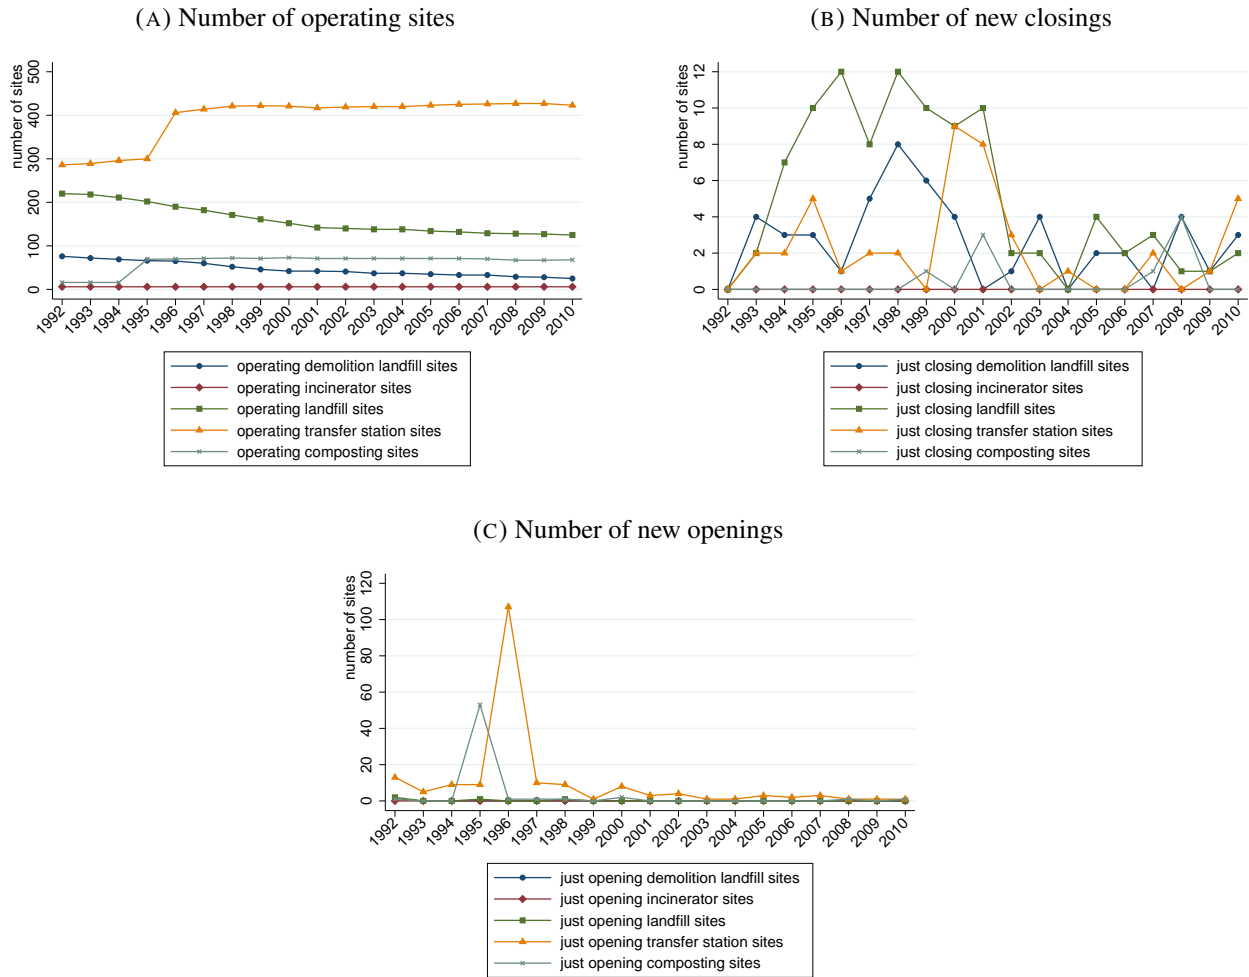 (A) Number of operating sites
number of sites
500
400
300
200
100
0
1992 1993 1994 1995 1996 1997 1998 1999 2000 2001 2002 2003 2004 2005 2006 2007 2008 2009 2010
operating demolition landfill sites
operating incinerator sites
operating landfill sites
operating transfer station sites
operating composting sites
(B) Number of new closings
number of sites
12
10
8
6
4
2
0
1992 1993 1994 1995 1996 1997 1998 1999 2000 2001 2002 2003 2004 2005 2006 2007 2008 2009 2010
just closing demolition landfill sites
just closing incinerator sites
just closing landfill sites
just closing transfer station sites
just closing composting sites
(C) Number of new openings
number of sites
120
100
80
60
40
20
0
1992 1993 1994 1995 1996 1997 1998 1999 2000 2001 2002 2003 2004 2005 2006 2007 2008 2009 2010
just opening demolition landfill sites
just opening incinerator sites
just opening landfill sites
just opening transfer station sites
just opening composting sites